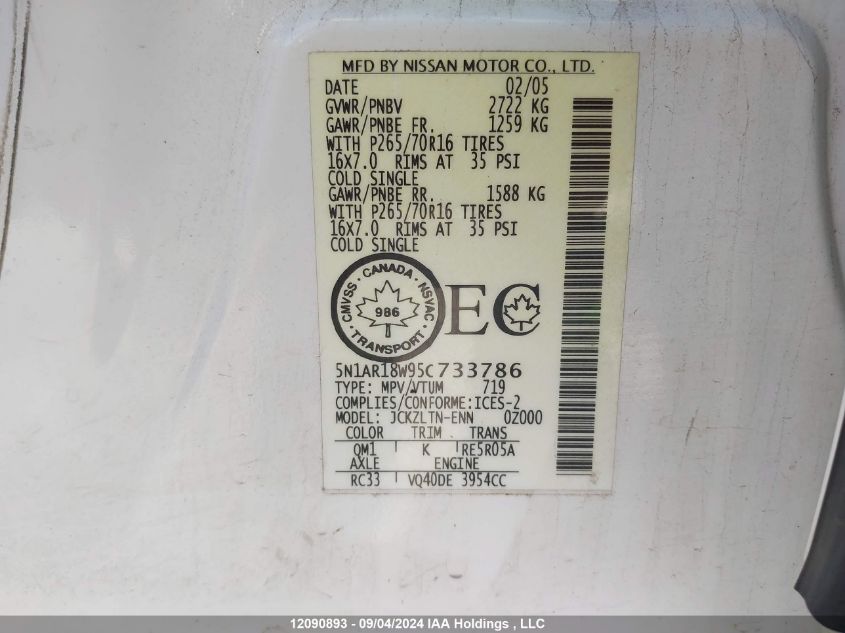 MFD BY NISSAN MOTOR CO., LTD.
DATE 02/05
GVWR/PNBV 2722 KG
GAWR/PNBE FR. 1259 KG
WITH P265/70R16 TIRES
16X7.0 RIMS AT 35 PSI
COLD SINGLE
GAWR/PNBE RR. 1588 KG
WITH P265/70R16 TIRES
16X7.0 RIMS AT 35 PSI
COLD SINGLE
CMVSS · CANADA · NSVAC · TRANSPORT ·
986
EC
5N1AR18W95C733786
TYPE: MPV/VTUM 719
COMPLIES/CONFORME:ICES-2
MODEL: JCKZLTN-ENN 0Z000
COLOR TRIM TRANS
QM1 K RE5R05A
AXLE ENGINE
RC33 VQ40DE 3954CC
12090893 - 09/04/2024 IAA Holdings , LLC